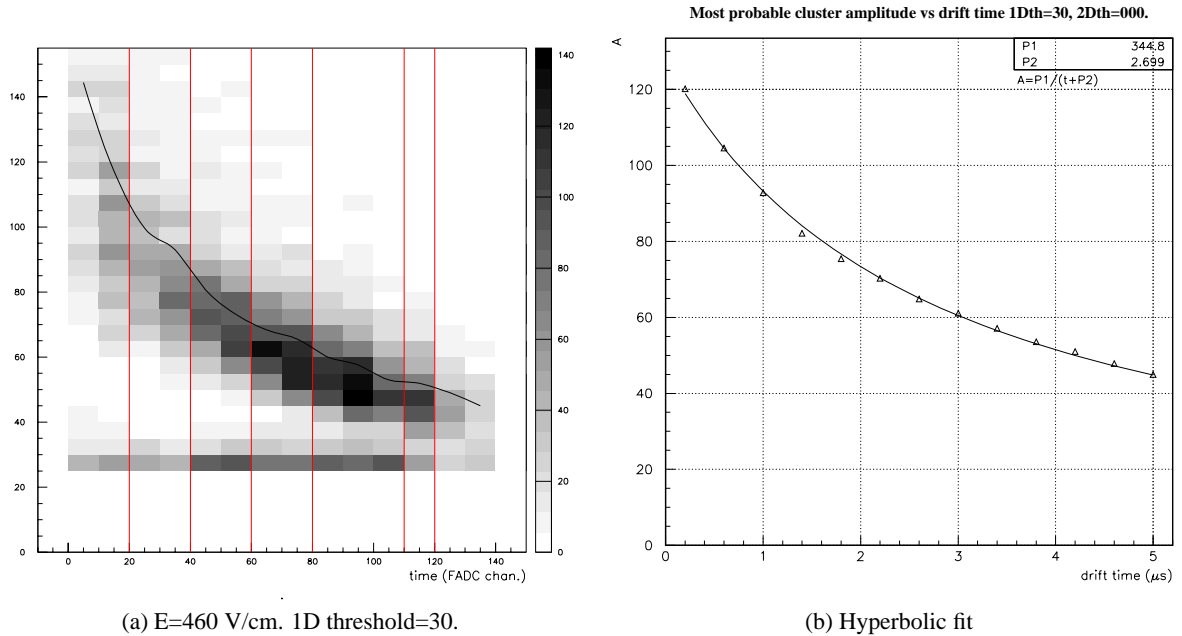 Most probable cluster amplitude vs drift time 1Dth=30, 2Dth=000.
140
120
100
80
60
40
20
0
0 20 40 60 80 100 120 140
time (FADC chan.)
140
120
100
80
60
40
20
0
A
P1 344.8
P2 2.699
A=P1/(t+P2)
120
100
80
60
40
20
0
0 1 2 3 4 5
drift time (μs)
(a) E=460 V/cm. 1D threshold=30.
(b) Hyperbolic fit